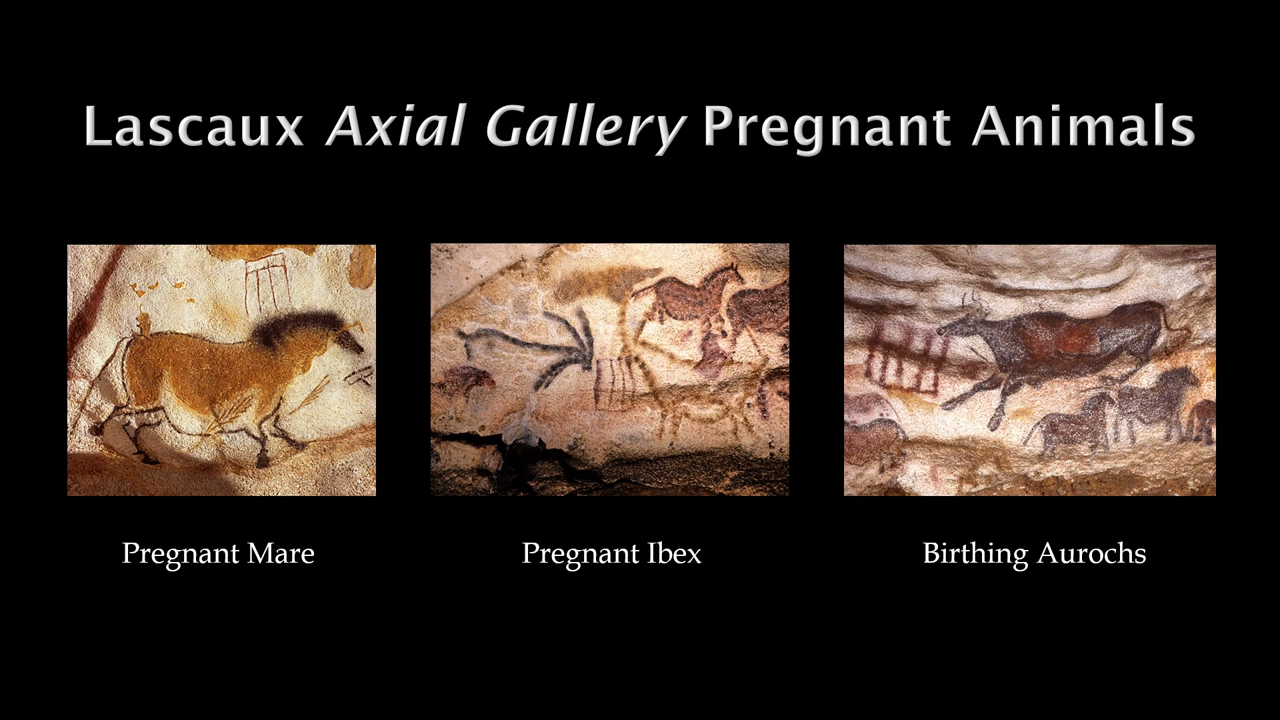 Lascaux Axial Gallery Pregnant Animals
Pregnant Mare
Pregnant Ibex
Birthing Aurochs